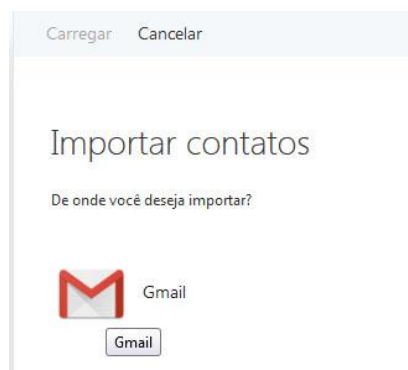 Carregar Cancelar
Importar contatos
De onde você deseja importar?
Gmail
Gmail